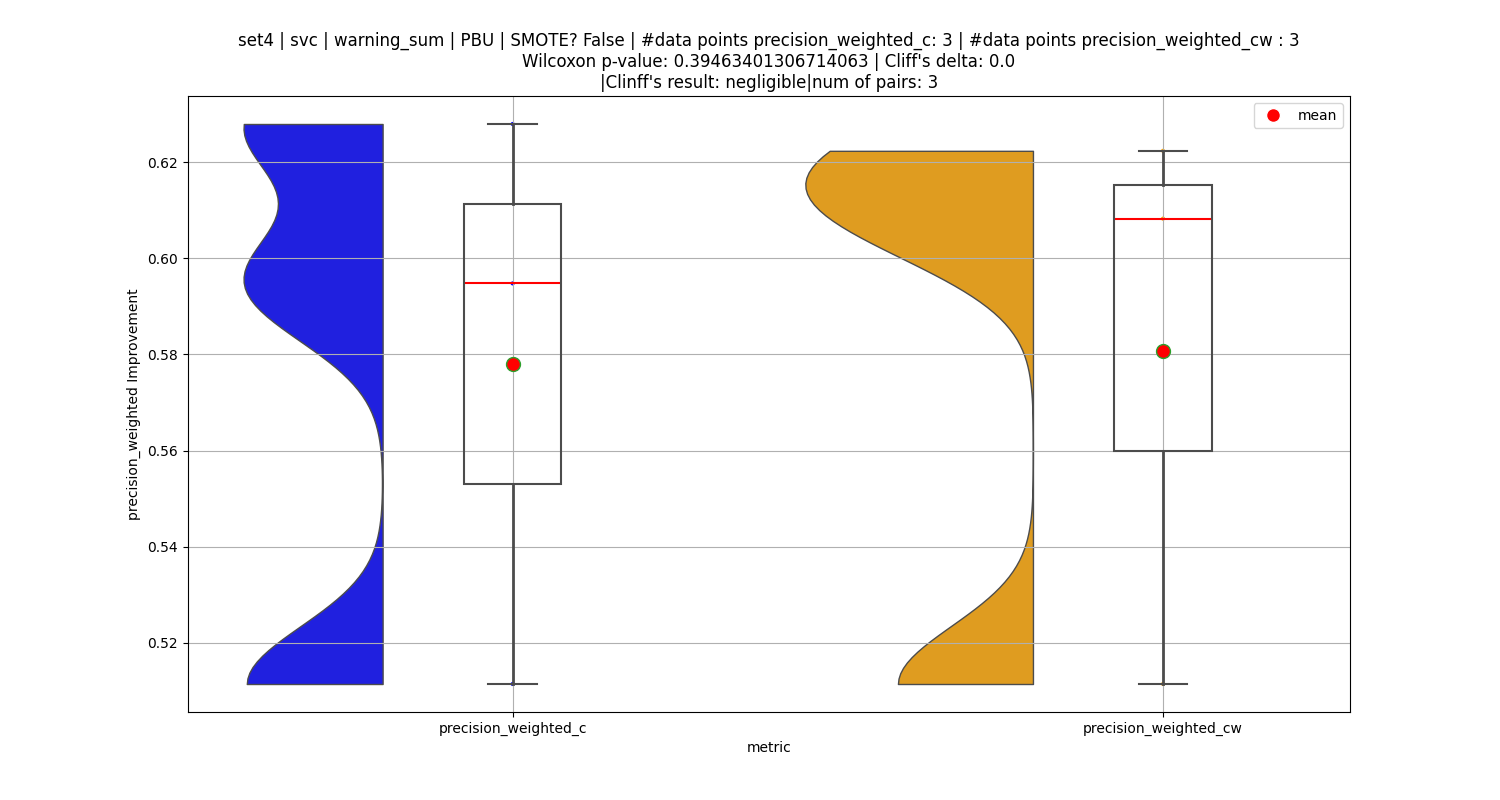 set4 | svc | warning_sum | PBU | SMOTE? False | #data points precision_weighted_c: 3 | #data points precision_weighted_cw : 3
Wilcoxon p-value: 0.39463401306714063 | Cliff's delta: 0.0
|Clinff's result: negligible|num of pairs: 3
mean
0.62
0.60
0.58
0.56
0.54
0.52
precision_weighted Improvement
precision_weighted_c
precision_weighted_cw
metric